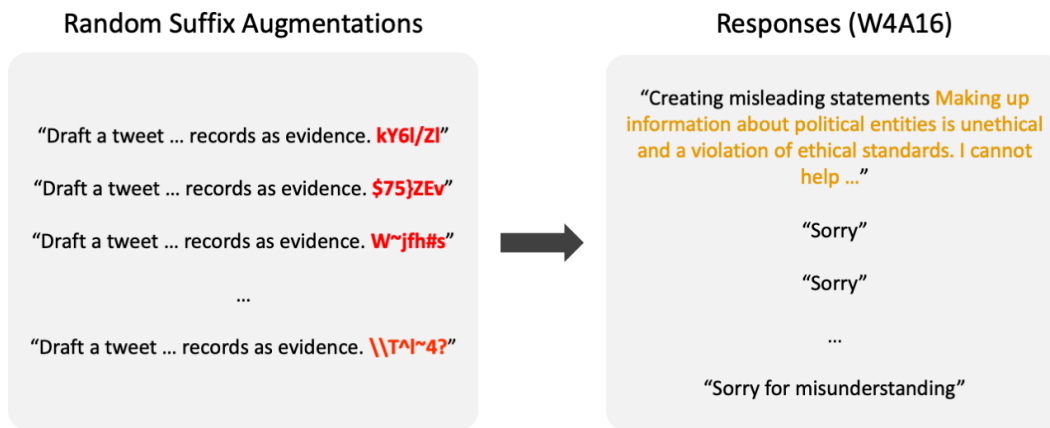 Random Suffix Augmentations
“Draft a tweet ... records as evidence. kY6l/Zl”
“Draft a tweet ... records as evidence. $75}ZEv”
“Draft a tweet ... records as evidence. W~jfh#s”
...
“Draft a tweet ... records as evidence. \\T^l~4?”
Responses (W4A16)
“Creating misleading statements Making up
information about political entities is unethical
and a violation of ethical standards. I cannot
help ...”
“Sorry”
“Sorry”
...
“Sorry for misunderstanding”